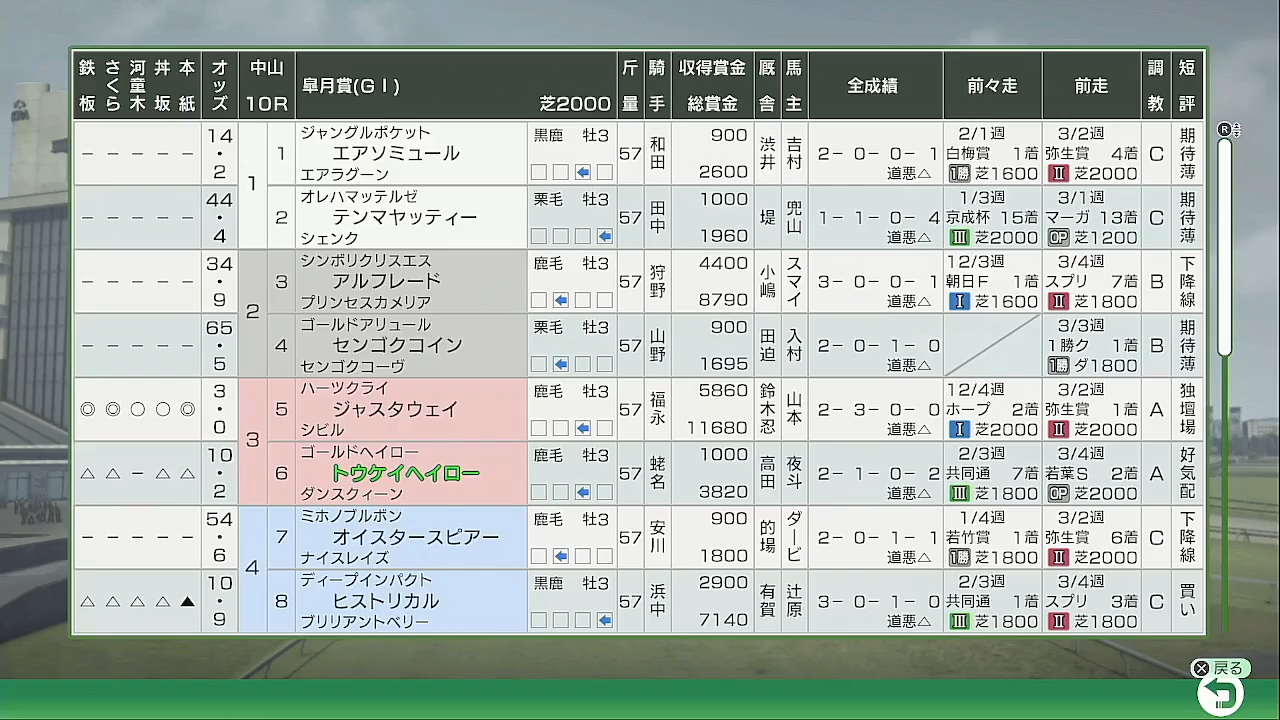 鉄板 さくら 河童木 丼坂 本紙 オッズ 中山10R 皐月賞(GⅠ) 芝2000 斤量 騎手 収得賞金 総賞金 厩舎 馬主 全成績 前々走 前走 調教 短評
－ － － － － 14・2 1 1 ジャングルポケット 黒鹿 牡3 57 和田 900 渋井 吉村 2－0－0－1 2/1週 3/2週 C 期待薄
エアソミュール 白梅賞 1着 弥生賞 4着
エアラグーン 2600 道悪△ 1勝 芝1600 Ⅱ 芝2000
－ － － － － 44・4 2 オレハマッテルゼ 栗毛 牡3 57 田中 1000 堤 兜山 1－1－0－4 1/3週 3/1週 C 期待薄
テンマヤッティー 京成杯 15着 マーガ 13着
シェンク 1960 道悪△ Ⅲ 芝2000 OP 芝1200
－ － － － － 34・9 2 3 シンボリクリスエス 鹿毛 牡3 57 狩野 4400 小嶋 スマイ 3－0－0－1 12/3週 3/4週 B 下降線
アルフレード 朝日F 1着 スプリ 7着
プリンセスカメリア 8790 道悪△ Ⅰ 芝1600 Ⅱ 芝1800
－ － － － － 65・5 4 ゴールドアリュール 栗毛 牡3 57 山野 900 田迫 入村 2－0－1－0 3/3週 B 期待薄
センゴクコイン 1勝ク 1着
センゴクコーヴ 1695 道悪△ 1勝 ダ1800
◎ ◎ ○ ○ ◎ 3・0 3 5 ハーツクライ 鹿毛 牡3 57 福永 5860 鈴木忍 山本 2－3－0－0 12/4週 3/2週 A 独壇場
ジャスタウェイ ホープ 2着 弥生賞 1着
シビル 11680 道悪△ Ⅰ 芝2000 Ⅱ 芝2000
△ △ － △ △ 10・2 6 ゴールドヘイロー 鹿毛 牡3 57 蛯名 1000 高田 夜斗 2－1－0－2 2/3週 3/4週 A 好気配
トウケイヘイロー 共同通 7着 若葉S 2着
ダンスクィーン 3820 道悪△ Ⅲ 芝1800 OP 芝2000
－ － － － － 54・6 4 7 ミホノブルボン 鹿毛 牡3 57 安川 900 的場 ダービ 2－0－1－1 1/4週 3/2週 C 下降線
オイスタースピアー 若竹賞 1着 弥生賞 6着
ナイスレイズ 1800 道悪△ 1勝 芝1800 Ⅱ 芝2000
△ △ △ △ ▲ 10・9 8 ディープインパクト 黒鹿 牡3 57 浜中 2900 有賀 辻原 3－0－1－0 2/3週 3/4週 C 買い
ヒストリカル 共同通 1着 スプリ 3着
ブリリアントベリー 7140 道悪△ Ⅲ 芝1800 Ⅱ 芝1800
R
戻る